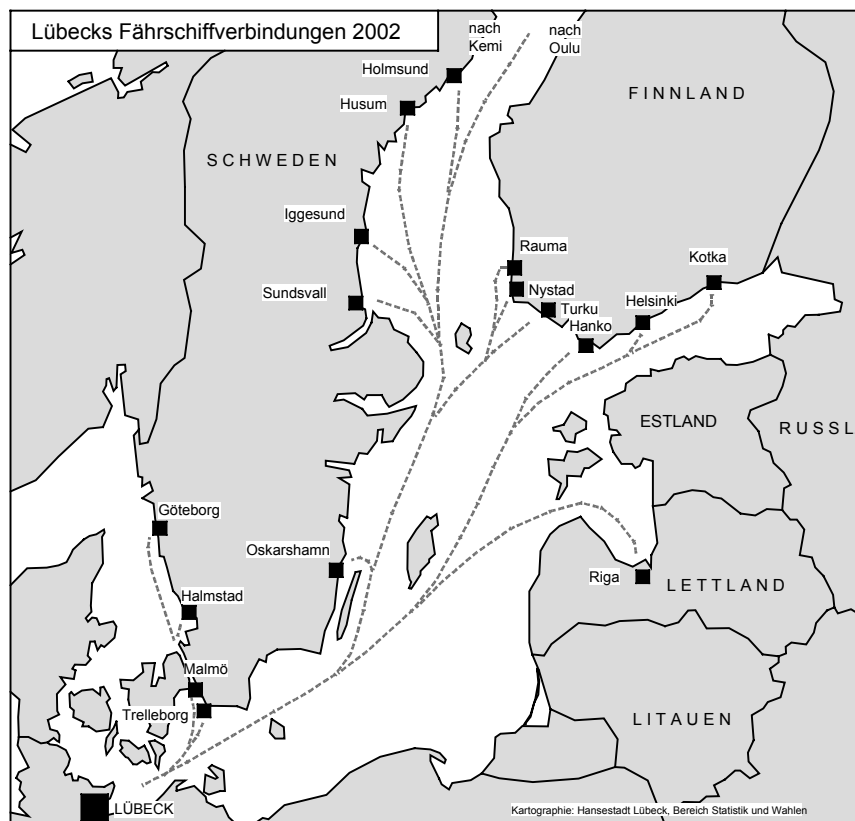 Lübecks Fährschiffverbindungen 2002
nach
Kemi
nach
Oulu
Holmsund
Husum
FINNLAND
SCHWEDEN
Iggesund
Rauma
Kotka
Sundsvall
Nystad
Turku
Helsinki
Hanko
ESTLAND
RUSSL
Göteborg
Oskarshamn
Riga
LETTLAND
Halmstad
Malmö
Trelleborg
LITAUEN
LÜBECK
Kartographie: Hansestadt Lübeck, Bereich Statistik und Wahlen